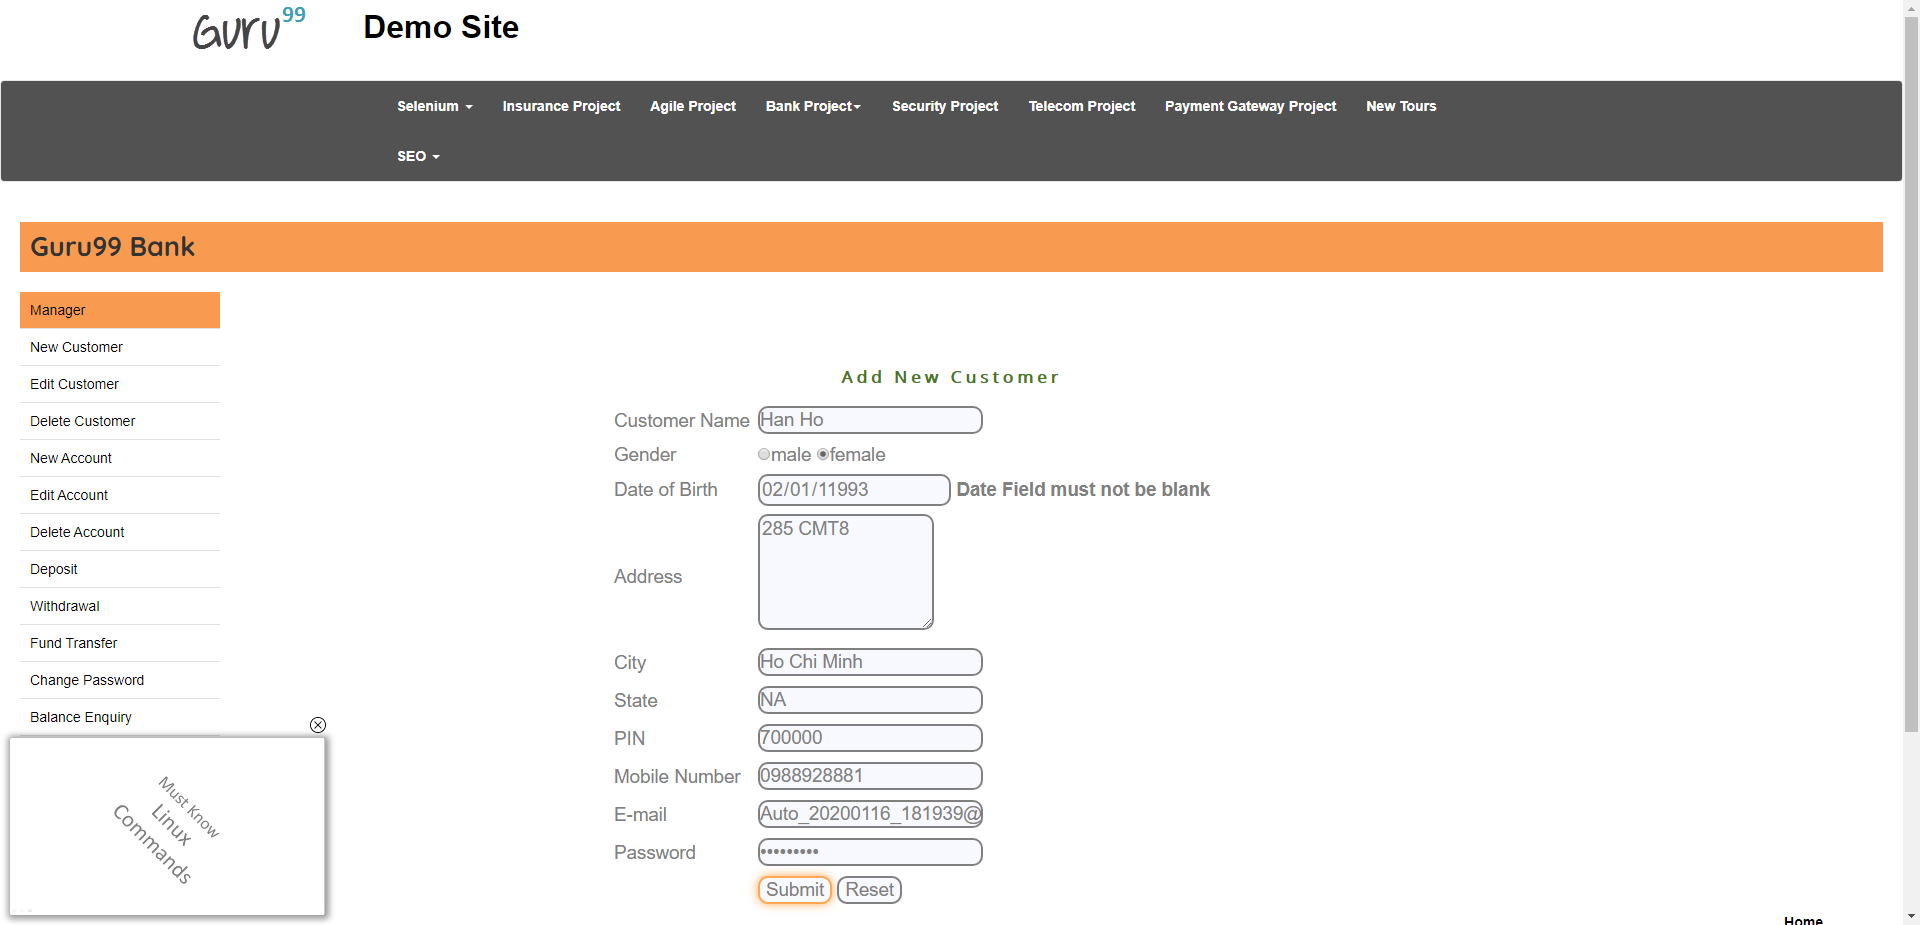 Guru99
Demo Site
Selenium
Insurance Project
Agile Project
Bank Project
Security Project
Telecom Project
Payment Gateway Project
New Tours
SEO
Guru99 Bank
Manager
New Customer
Edit Customer
Delete Customer
New Account
Edit Account
Delete Account
Deposit
Withdrawal
Fund Transfer
Change Password
Balance Enquiry
Add New Customer
Customer Name Han Ho
Gender male female
Date of Birth 02/01/11993 Date Field must not be blank
Address 285 CMT8
City Ho Chi Minh
State NA
PIN 700000
Mobile Number 0988928881
E-mail Auto_20200116_181939@
Password •••••••••
Submit Reset
Must Know
Linux
Commands
Home